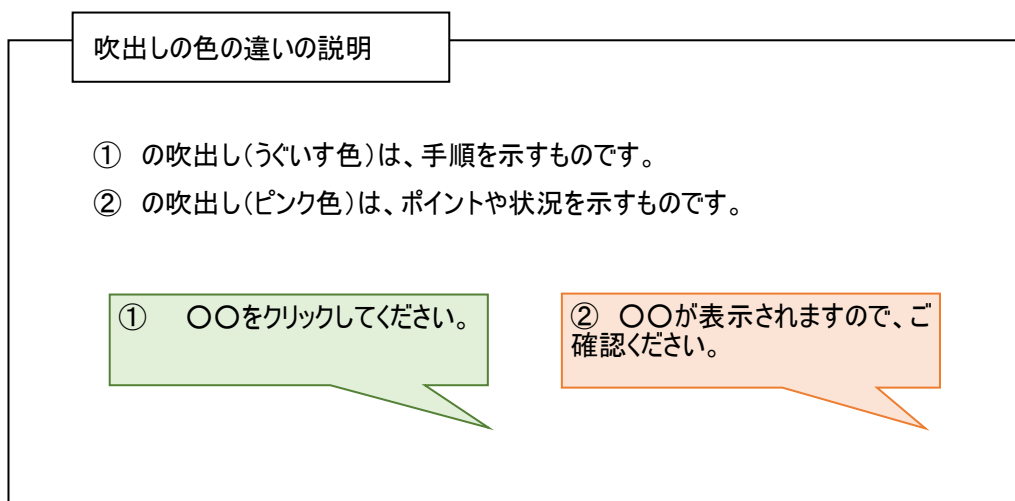 吹出しの色の違いの説明
① の吹出し(うぐいす色)は、手順を示すものです。
② の吹出し(ピンク色)は、ポイントや状況を示すものです。
① 〇〇をクリックしてください。
② 〇〇が表示されますので、ご
確認ください。